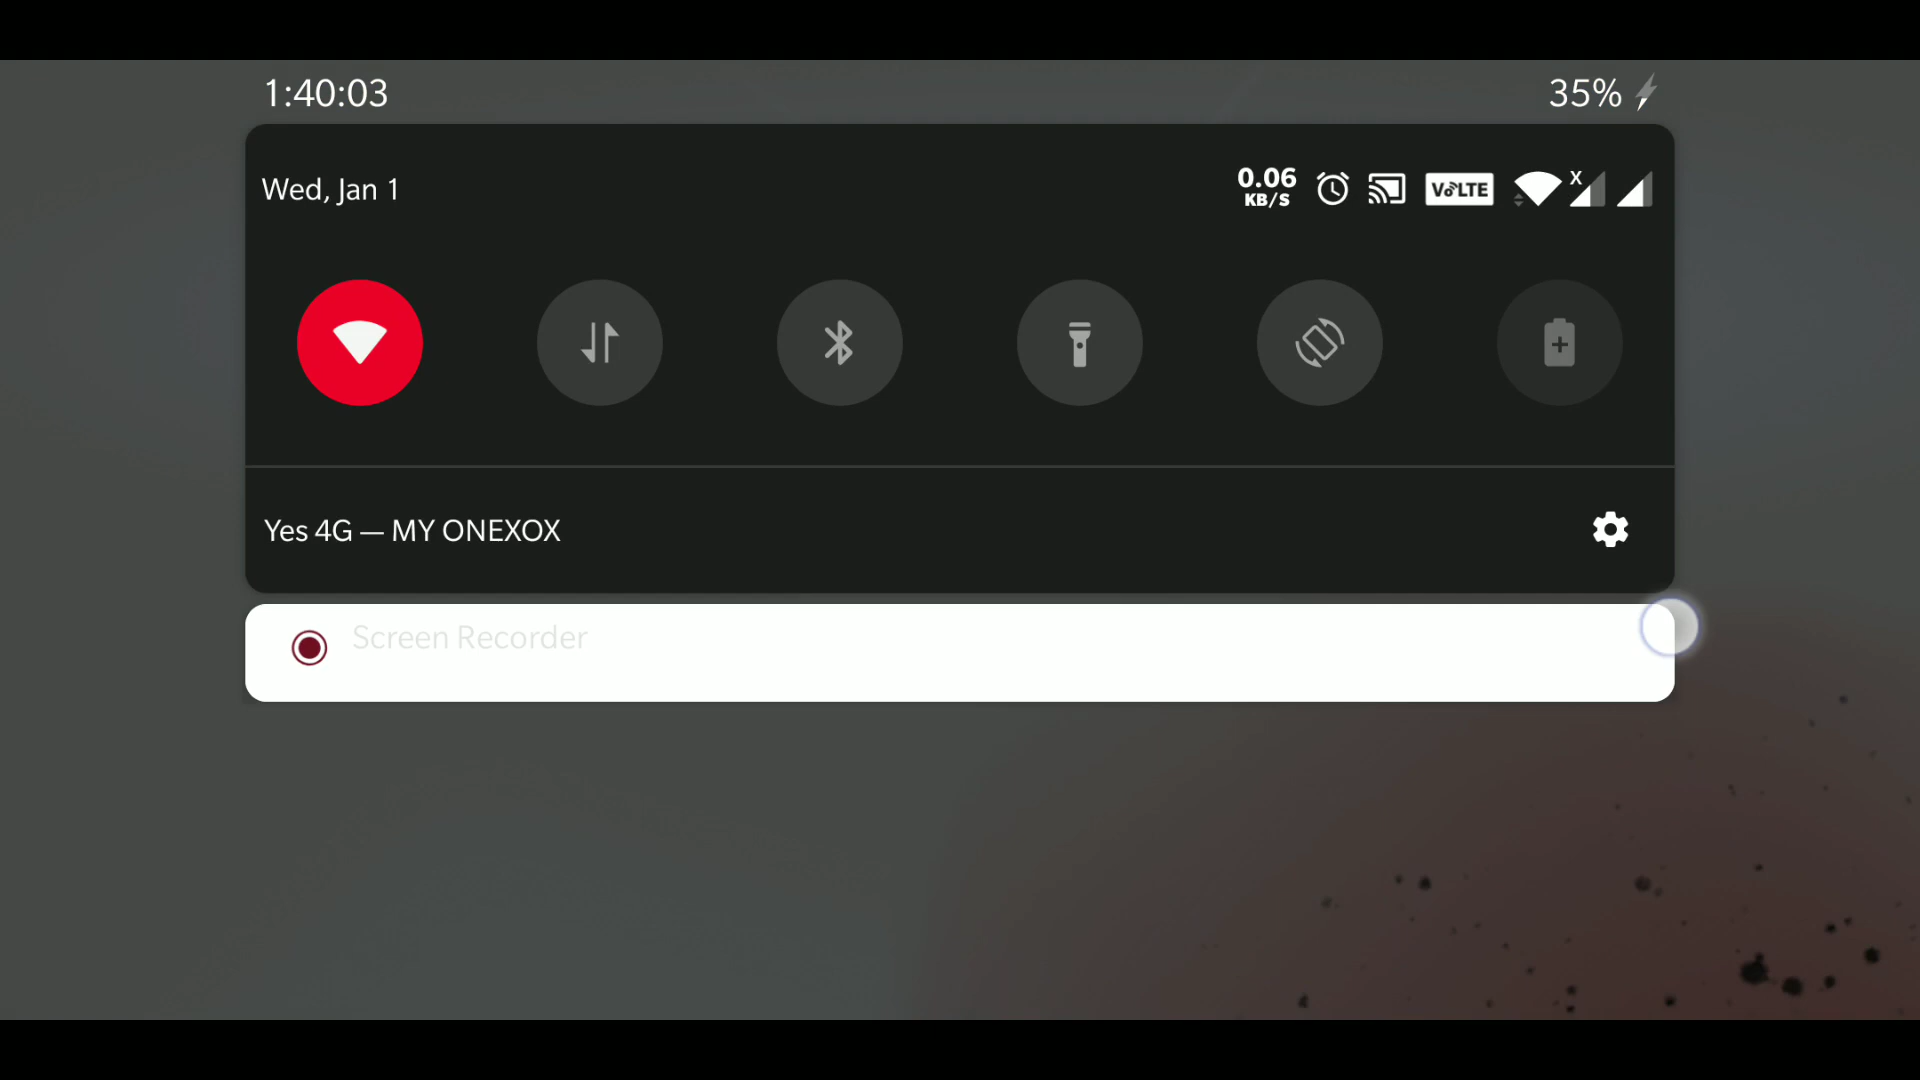 1:40:03
35%
Wed, Jan 1
0.06
KB/S
VoLTE
X
Yes 4G — MY ONEXOX
Screen Recorder